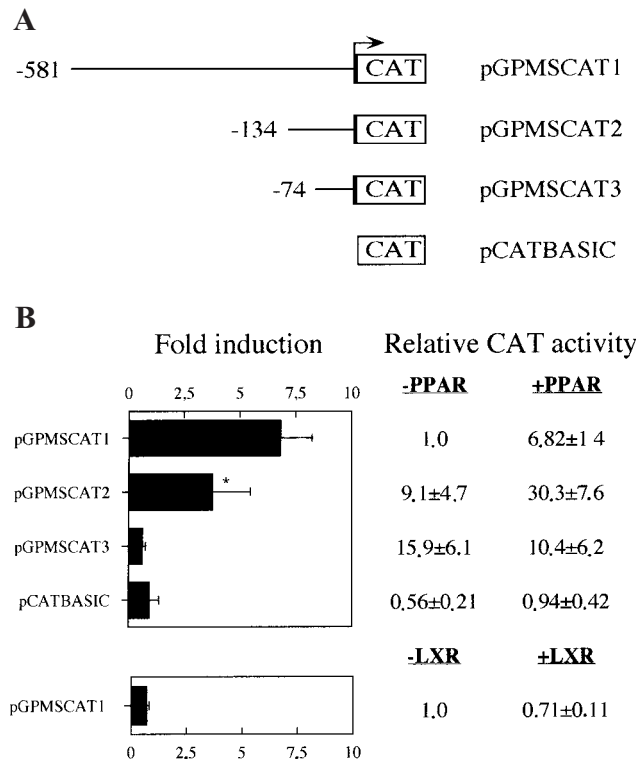 A
-581 CAT pGPMSCAT1
-134 CAT pGPMSCAT2
-74 CAT pGPMSCAT3
CAT pCATBASIC
B
Fold induction Relative CAT activity
0 2.5 5 7.5 10 -PPAR +PPAR
pGPMSCAT1 1.0 6.82±1 4
pGPMSCAT2 * 9.1±4.7 30.3±7.6
pGPMSCAT3 15.9±6.1 10.4±6.2
pCATBASIC 0.56±0.21 0.94±0.42
-LXR +LXR
pGPMSCAT1 1.0 0.71±0.11
0 2.5 5 7.5 10